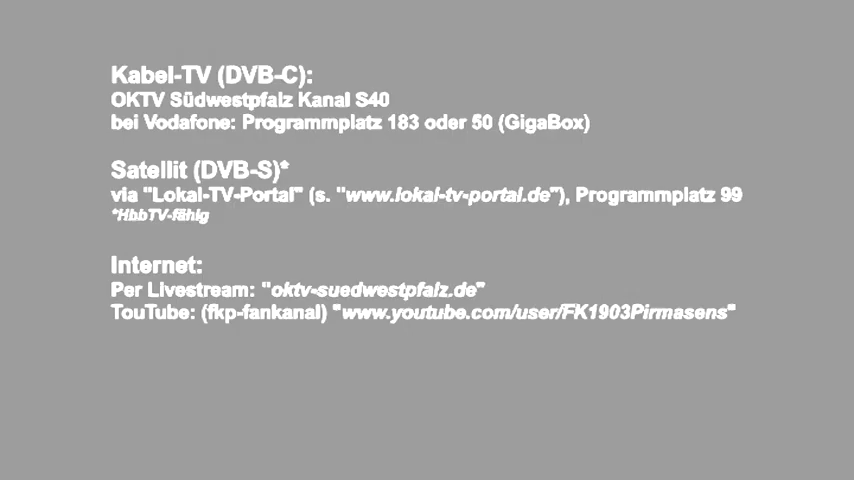 Kabel-TV (DVB-C):
OKTV Südwestpfalz Kanal S40
bei Vodafone: Programmplatz 183 oder 50 (GigaBox)
Satellit (DVB-S)*
via "Lokal-TV-Portal" (s. "www.lokal-tv-portal.de"), Programmplatz 99
*HbbTV-fähig
Internet:
Per Livestream: "oktv-suedwestpfalz.de"
TouTube: (fkp-fankanal) "www.youtube.com/user/FK1903Pirmasens"